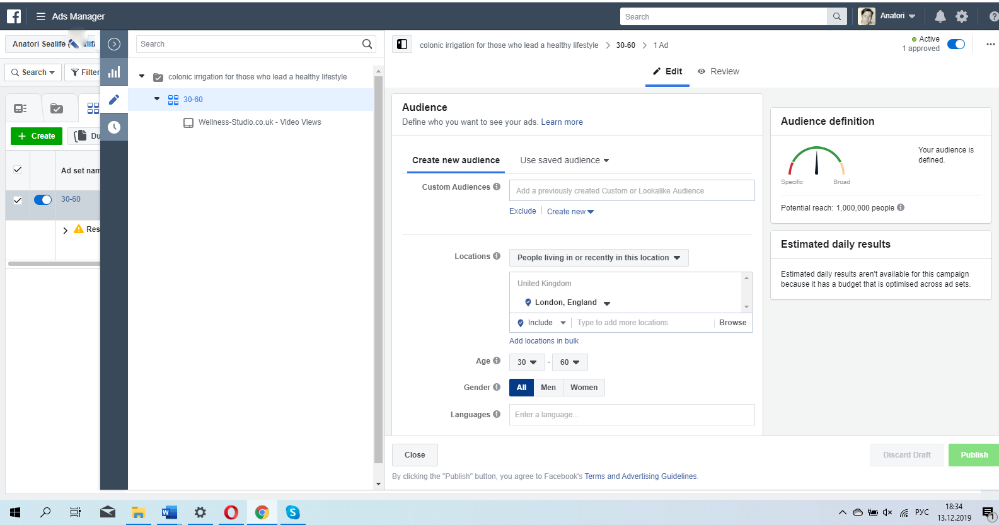 Ads Manager
Search
Anatori
Anatori Sealife (
Search
Filter
Create
Du
Ad set nam
30-60
Res
Search
colonic irrigation for those who lead a healthy lifestyle
30-60
Wellness-Studio.co.uk - Video Views
colonic irrigation for those who lead a healthy lifestyle
30-60
1 Ad
Active
1 approved
Edit
Review
Audience
Define who you want to see your ads. Learn more
Create new audience
Use saved audience
Custom Audiences
Add a previously created Custom or Lookalike Audience
Exclude
Create new
Locations
People living in or recently in this location
United Kingdom
London, England
Include
Type to add more locations
Browse
Add locations in bulk
Age
30 - 60
Gender
All Men Women
Languages
Enter a language...
Audience definition
Your audience is
defined.
Specific
Broad
Potential reach: 1,000,000 people
Estimated daily results
Estimated daily results aren't available for this campaign
because it has a budget that is optimised across ad sets.
Close
Discard Draft
Publish
By clicking the "Publish" button, you agree to Facebook's Terms and Advertising Guidelines.
РУС
18:34
13.12.2019
1